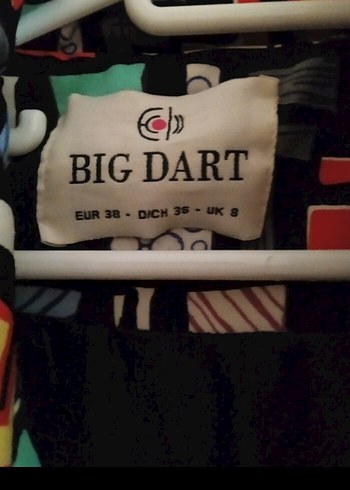 BIG DART
EUR 38 - D/CH 36 - UK 8